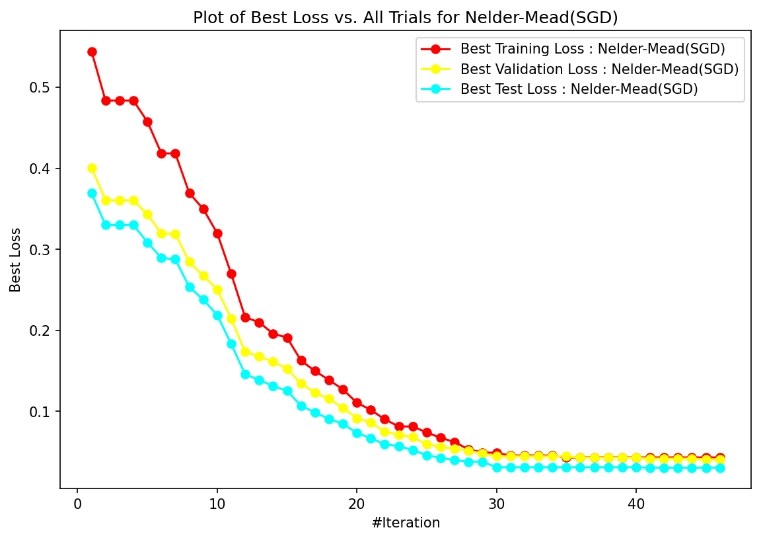 Plot of Best Loss vs. All Trials for Nelder-Mead(SGD)
Best Training Loss : Nelder-Mead(SGD)
Best Validation Loss : Nelder-Mead(SGD)
Best Test Loss : Nelder-Mead(SGD)
Best Loss
0.5
0.4
0.3
0.2
0.1
0 10 20 30 40
#Iteration